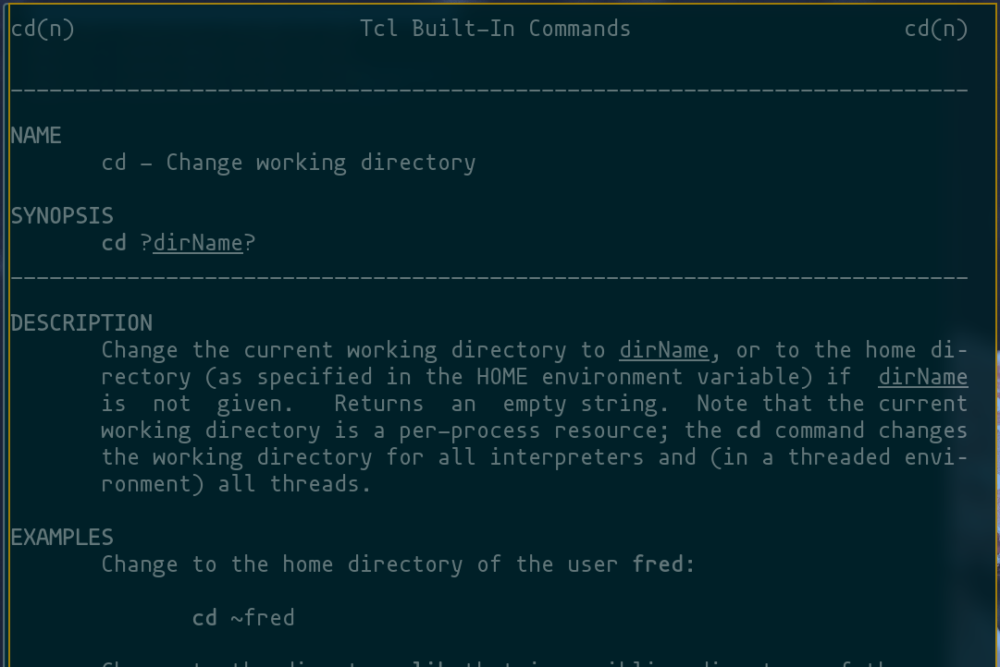 cd(n) Tcl Built-In Commands cd(n)
NAME
cd - Change working directory
SYNOPSIS
cd ?dirName?
DESCRIPTION
Change the current working directory to dirName, or to the home di-
rectory (as specified in the HOME environment variable) if dirName
is not given. Returns an empty string. Note that the current
working directory is a per-process resource; the cd command changes
the working directory for all interpreters and (in a threaded envi-
ronment) all threads.
EXAMPLES
Change to the home directory of the user fred:
cd ~fred